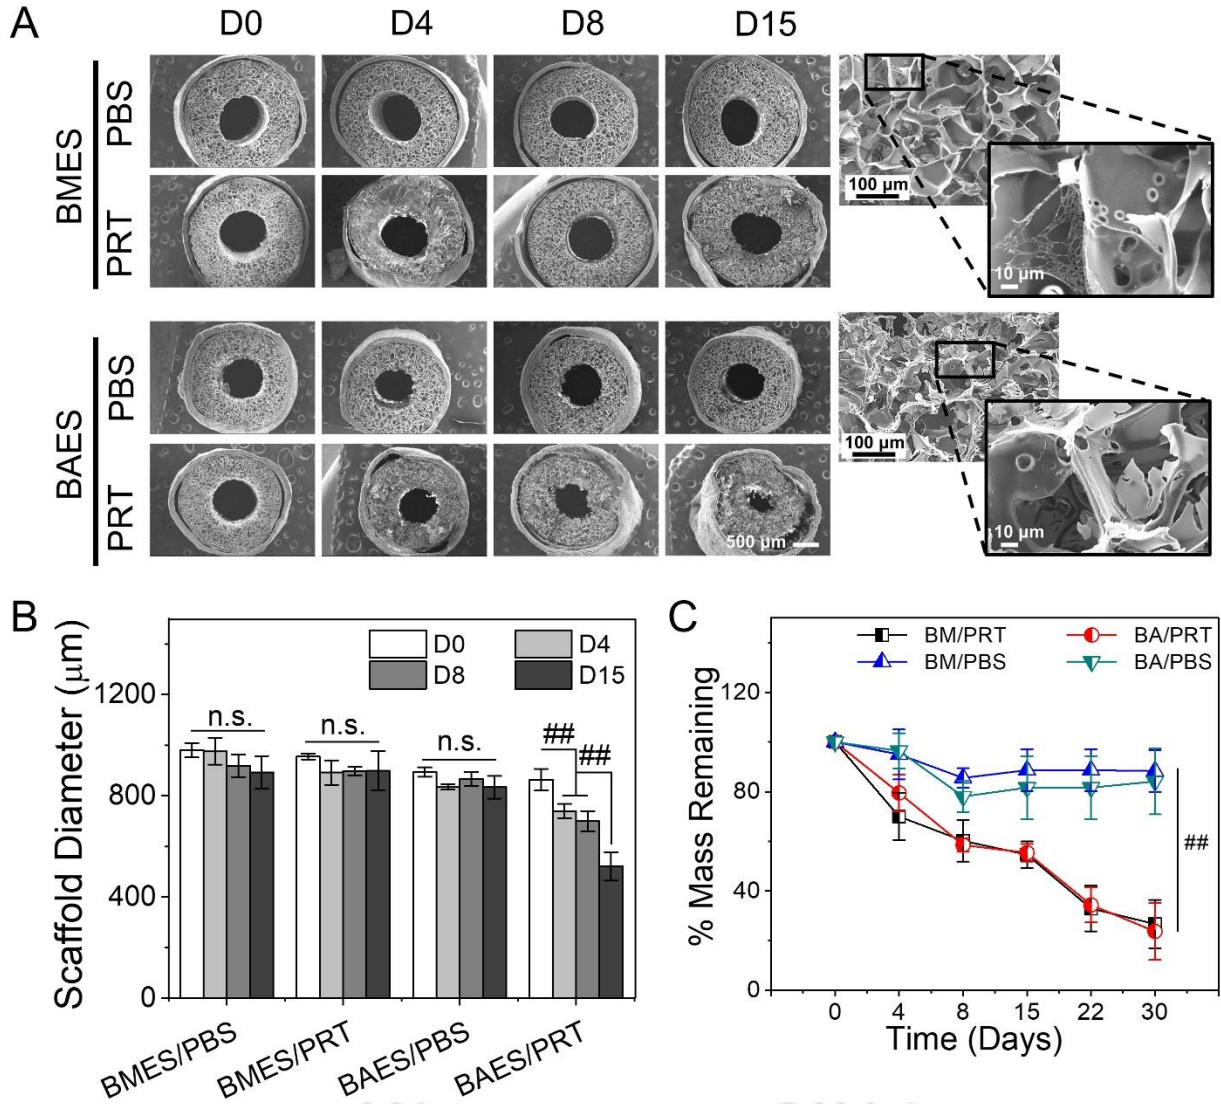 A
D0 D4 D8 D15
BMES
PBS
PRT
BAES
PBS
PRT
100 µm
10 µm
100 µm
10 µm
500 µm
B
Scaffold Diameter (µm)
1200
800
400
0
D0 D4
D8 D15
n.s. n.s. n.s. ## ##
BMES/PBS BMES/PRT BAES/PBS BAES/PRT
C
% Mass Remaining
120
80
40
0
BM/PRT BA/PRT
BM/PBS BA/PBS
##
0 4 8 15 22 30
Time (Days)